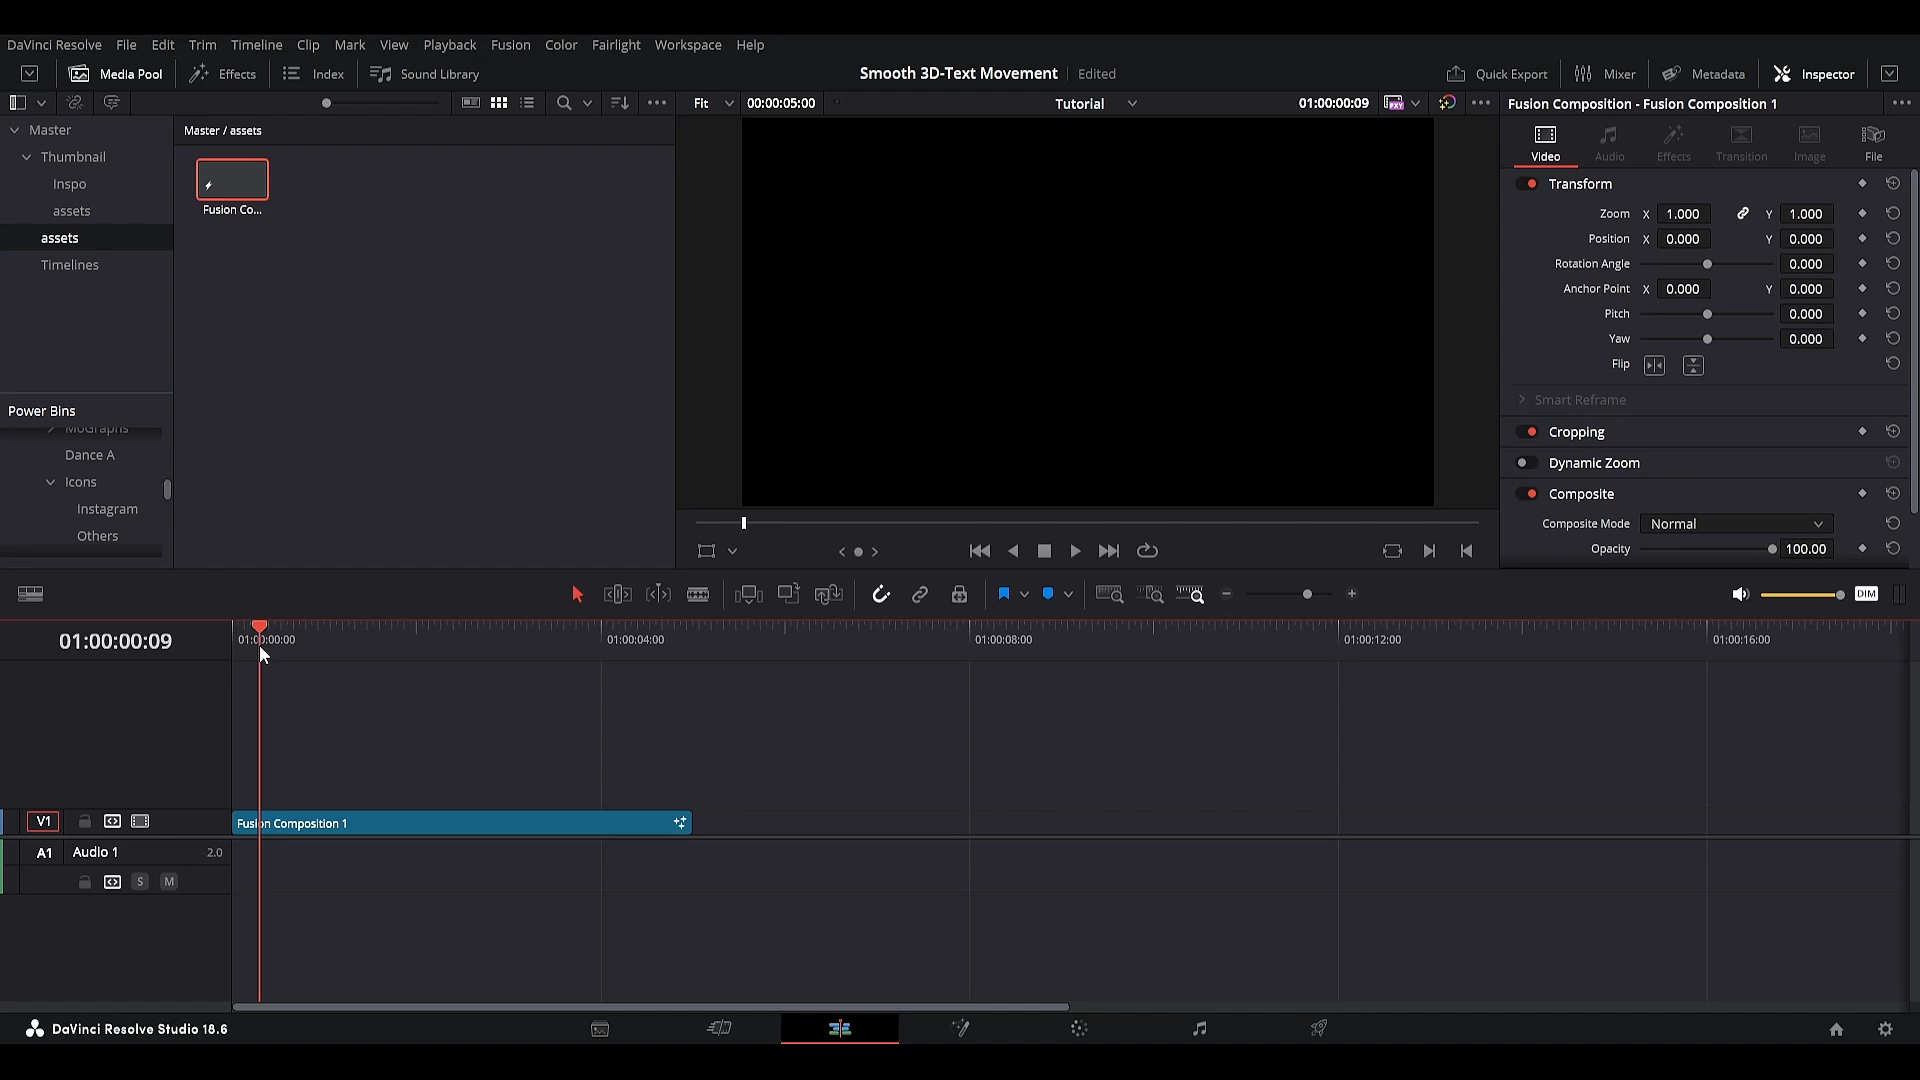 DaVinci Resolve File Edit Trim Timeline Clip Mark View Playback Fusion Color Fairlight Workspace Help
Media Pool Effects Index Sound Library Smooth 3D-Text Movement Edited Quick Export Mixer Metadata Inspector
Fit 00:00:05:00 Tutorial 01:00:00:09 PXY Fusion Composition - Fusion Composition 1
Master
Thumbnail
Inspo
assets
assets
Timelines
Power Bins
MoGraphs
Dance A
Icons
Instagram
Others
Master / assets
Fusion Co...
Video Audio Effects Transition Image File
Transform
Zoom X 1.000 Y 1.000
Position X 0.000 Y 0.000
Rotation Angle 0.000
Anchor Point X 0.000 Y 0.000
Pitch 0.000
Yaw 0.000
Flip
Smart Reframe
Cropping
Dynamic Zoom
Composite
Composite Mode Normal
Opacity 100.00
DIM
01:00:00:09 01:00:00:00 01:00:04:00 01:00:08:00 01:00:12:00 01:00:16:00
V1 Fusion Composition 1
A1 Audio 1 2.0
S M
DaVinci Resolve Studio 18.6